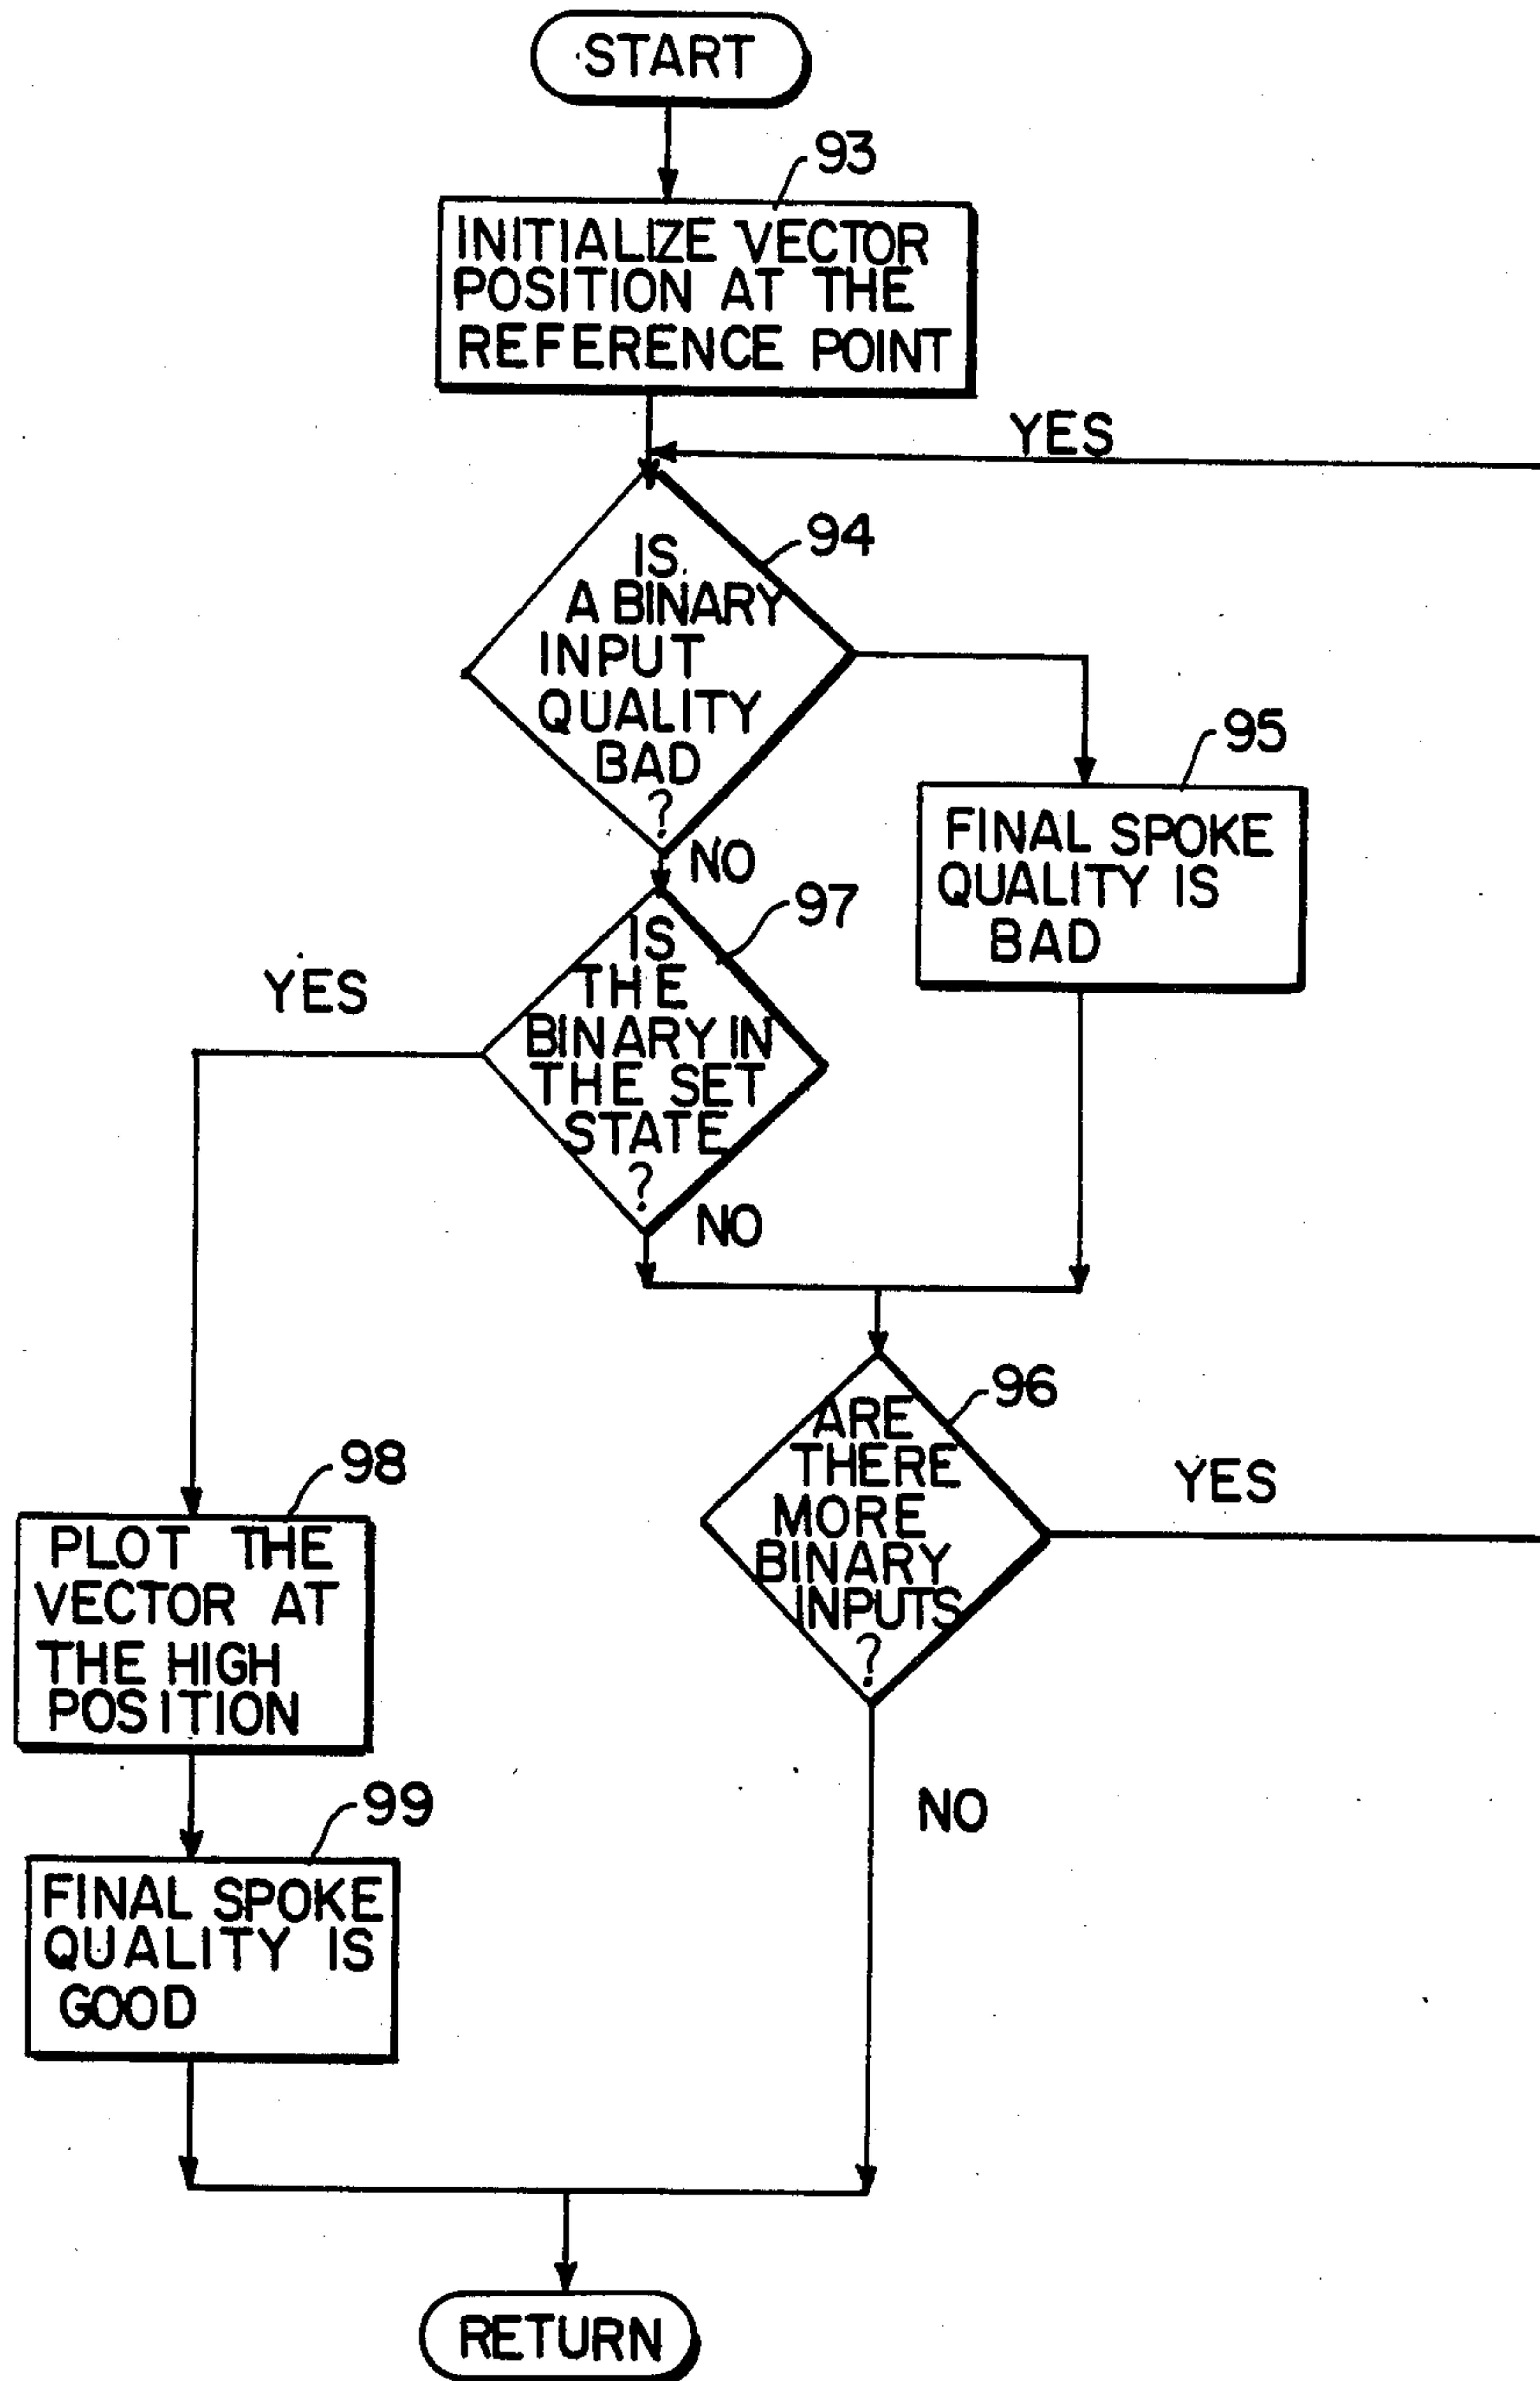 START
93
INITIALIZE VECTOR
POSITION AT THE
REFERENCE POINT
YES
94
IS
A BINARY
INPUT
QUALITY
BAD
?
NO
95
FINAL SPOKE
QUALITY IS
BAD
97
IS
THE
BINARY IN
THE SET
STATE
?
YES
NO
96
ARE
THERE
MORE
BINARY
INPUTS
?
YES
98
PLOT THE
VECTOR AT
THE HIGH
POSITION
NO
99
FINAL SPOKE
QUALITY IS
GOOD
RETURN